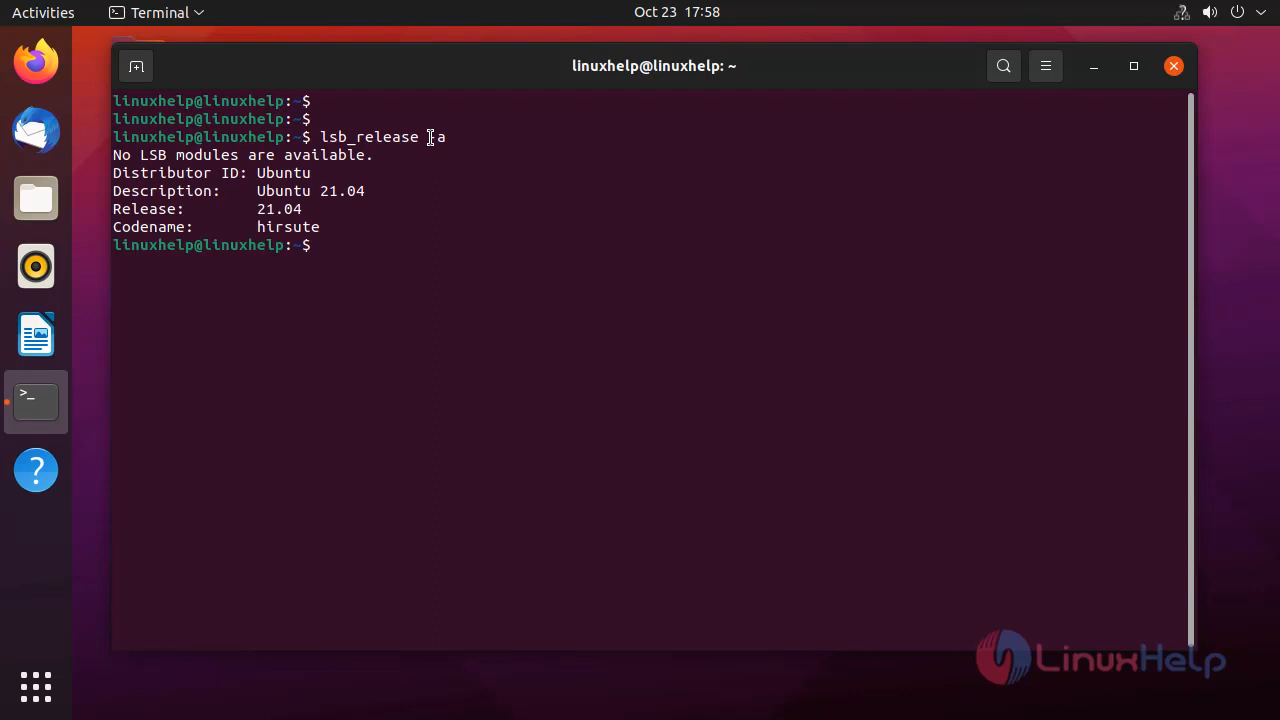 Activities Terminal Oct 23 17:58
linuxhelp@linuxhelp: ~
linuxhelp@linuxhelp:~$
linuxhelp@linuxhelp:~$
linuxhelp@linuxhelp:~$ lsb_release -a
No LSB modules are available.
Distributor ID: Ubuntu
Description:    Ubuntu 21.04
Release:        21.04
Codename:       hirsute
linuxhelp@linuxhelp:~$
>_
?
LinuxHelp